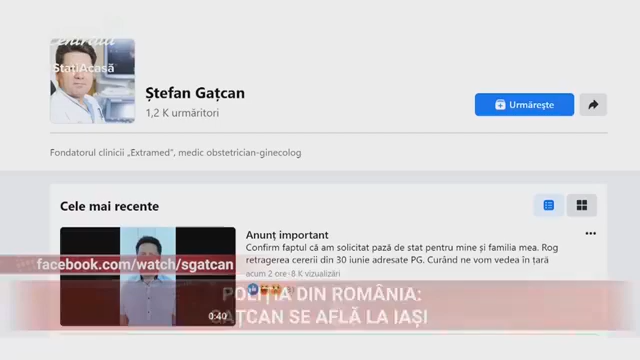 StațiAcasă
Ștefan Gațcan
1,2 K urmăritori
Urmărește
Fondatorul clinicii „Extramed”, medic obstetrician-ginecolog
Cele mai recente
Anunț important
Confirm faptul că am solicitat pază de stat pentru mine și familia mea. Rog
retragerea cererii din 30 iunie adresate PG. Curând ne vom vedea în țară
acum 2 ore · 8 K vizualizări
0:40
facebook.com/watch/sgatcan
POLIȚIA DIN ROMÂNIA:
GAȚCAN SE AFLĂ LA IAȘI